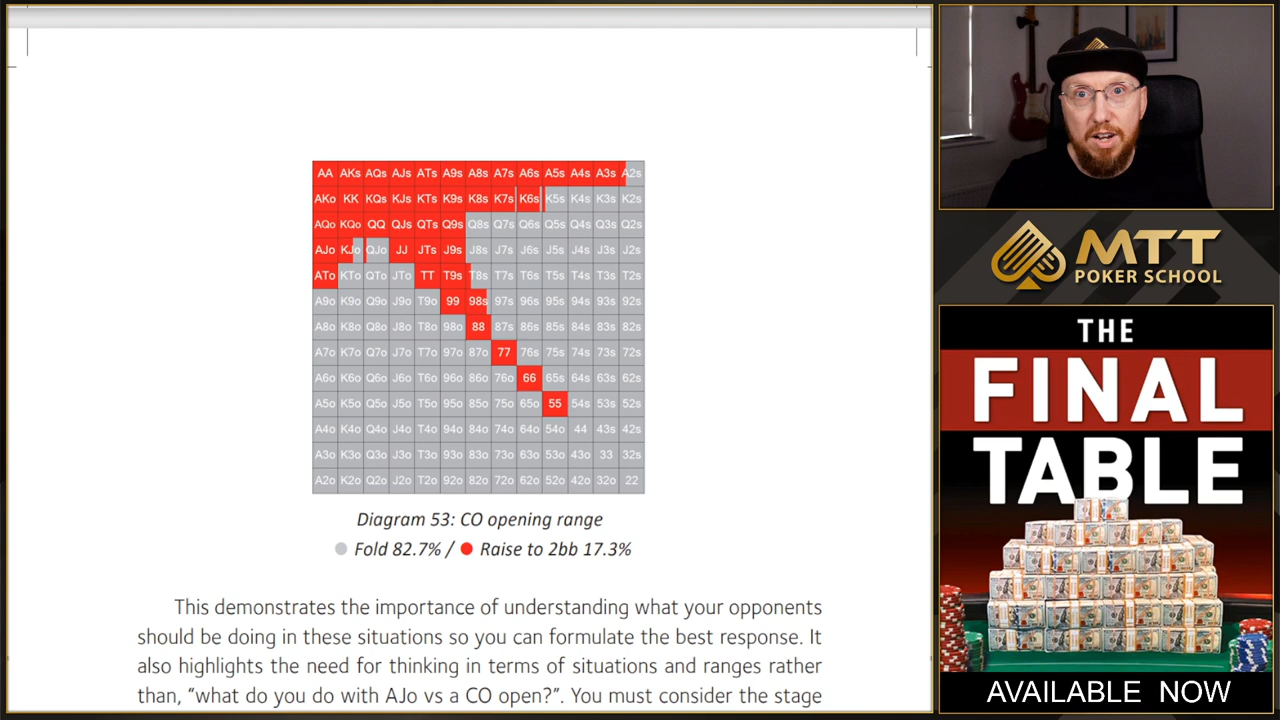 AA AKs AQs AJs ATs A9s A8s A7s A6s A5s A4s A3s A2s
AKo KK KQs KJs KTs K9s K8s K7s K6s K5s K4s K3s K2s
AQo KQo QQ QJs QTs Q9s Q8s Q7s Q6s Q5s Q4s Q3s Q2s
AJo KJo QJo JJ JTs J9s J8s J7s J6s J5s J4s J3s J2s
ATo KTo QTo JTo TT T9s T8s T7s T6s T5s T4s T3s T2s
A9o K9o Q9o J9o T9o 99 98s 97s 96s 95s 94s 93s 92s
A8o K8o Q8o J8o T8o 98o 88 87s 86s 85s 84s 83s 82s
A7o K7o Q7o J7o T7o 97o 87o 77 76s 75s 74s 73s 72s
A6o K6o Q6o J6o T6o 96o 86o 76o 66 65s 64s 63s 62s
A5o K5o Q5o J5o T5o 95o 85o 75o 65o 55 54s 53s 52s
A4o K4o Q4o J4o T4o 94o 84o 74o 64o 54o 44 43s 42s
A3o K3o Q3o J3o T3o 93o 83o 73o 63o 53o 43o 33 32s
A2o K2o Q2o J2o T2o 92o 82o 72o 62o 52o 42o 32o 22
Diagram 53: CO opening range
Fold 82.7% / Raise to 2bb 17.3%
This demonstrates the importance of understanding what your opponents
should be doing in these situations so you can formulate the best response. It
also highlights the need for thinking in terms of situations and ranges rather
than, “what do you do with AJo vs a CO open?”. You must consider the stage
MTT
POKER SCHOOL
THE
FINAL
TABLE
AVAILABLE NOW